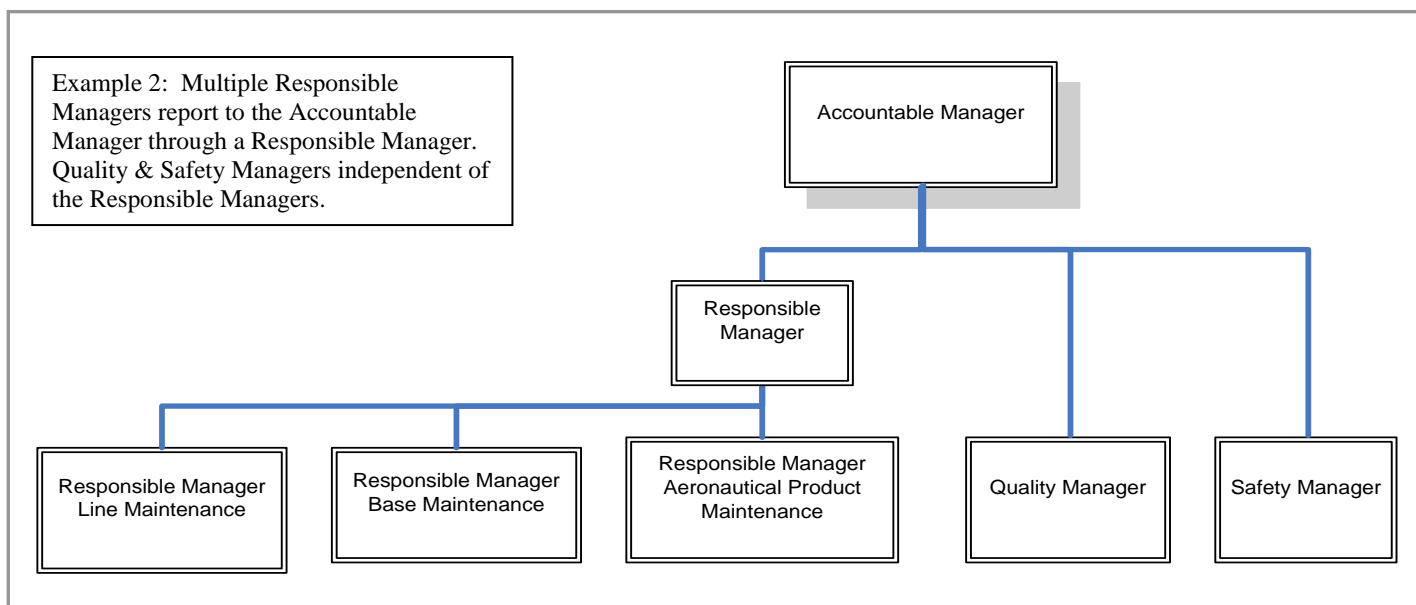 Example 2:  Multiple Responsible
Managers report to the Accountable
Manager through a Responsible Manager.
Quality & Safety Managers independent of
the Responsible Managers.
Accountable Manager
Responsible
Manager
Responsible Manager
Line Maintenance
Responsible Manager
Base Maintenance
Responsible Manager
Aeronautical Product
Maintenance
Quality Manager
Safety Manager